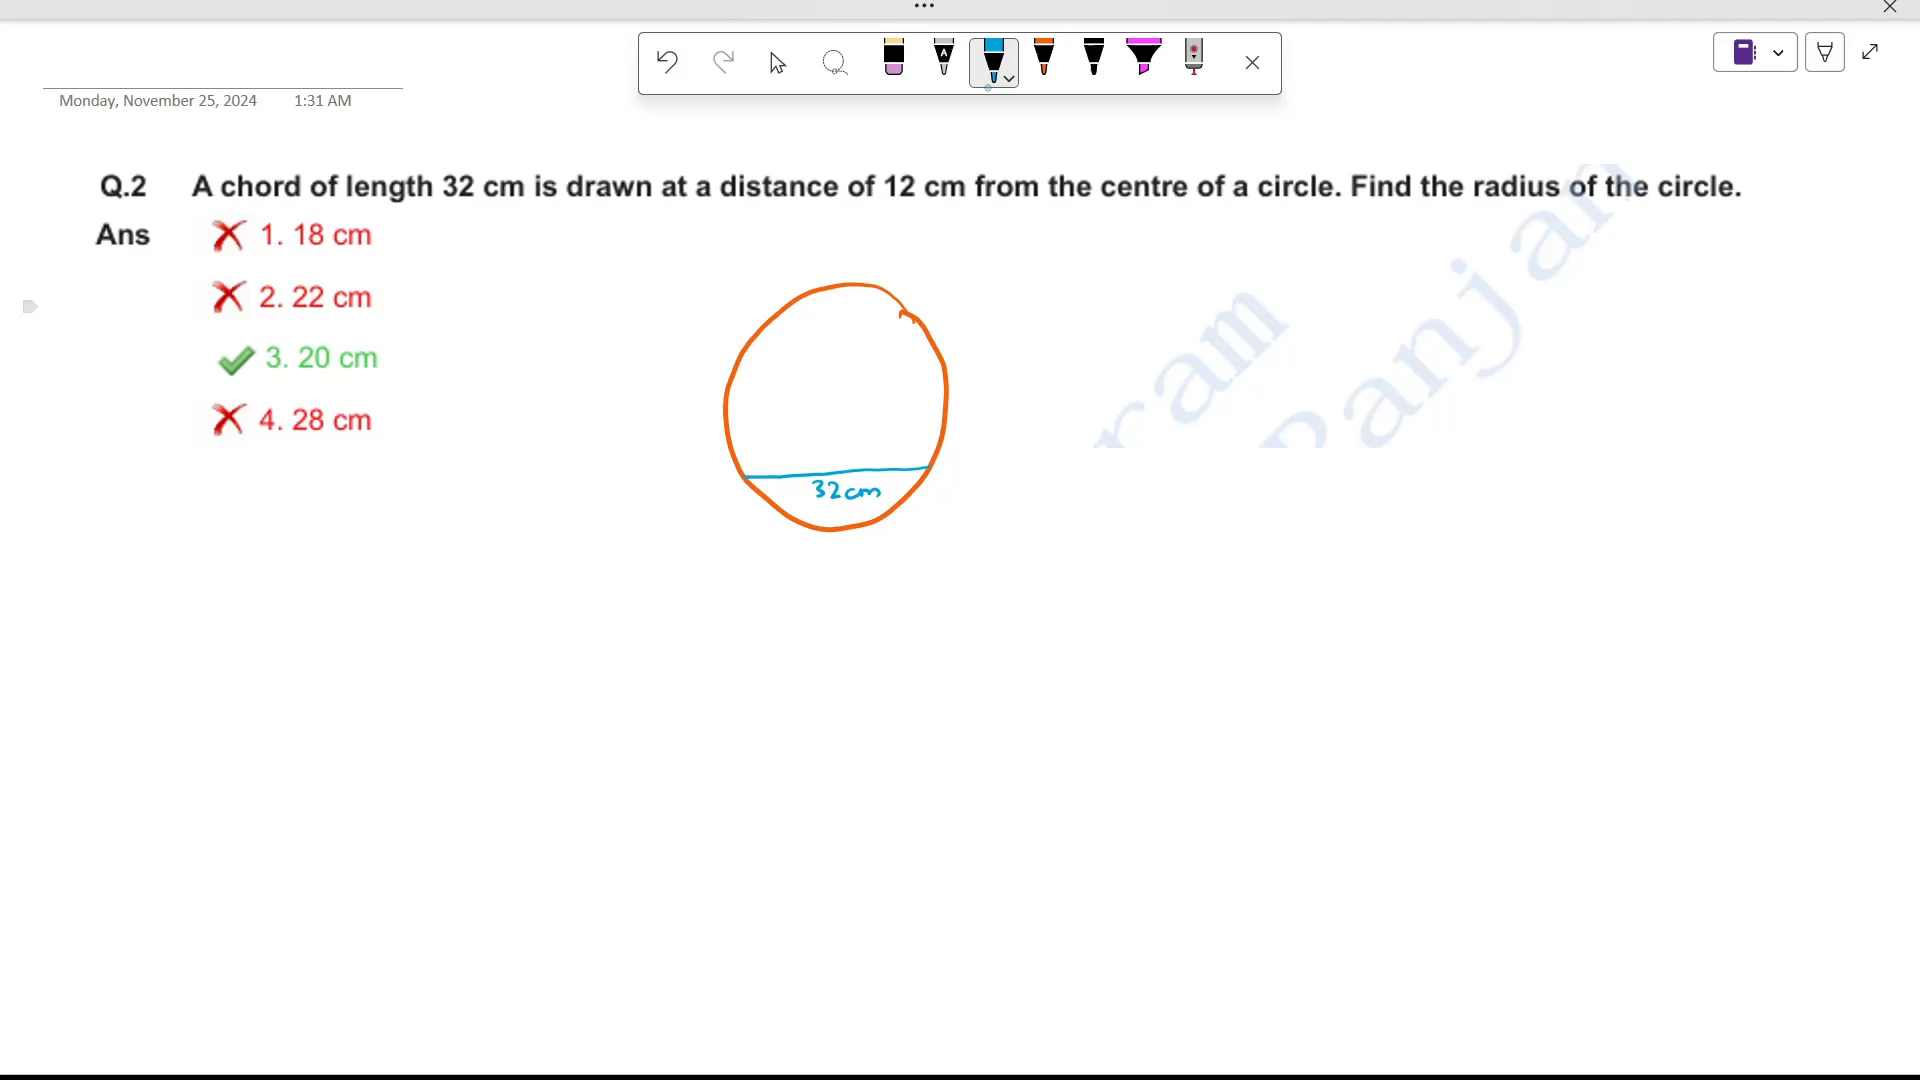 Monday, November 25, 2024 1:31 AM
Q.2 A chord of length 32 cm is drawn at a distance of 12 cm from the centre of a circle. Find the radius of the circle.
Ans 1. 18 cm
2. 22 cm
3. 20 cm
4. 28 cm
32cm
ram
Panjam